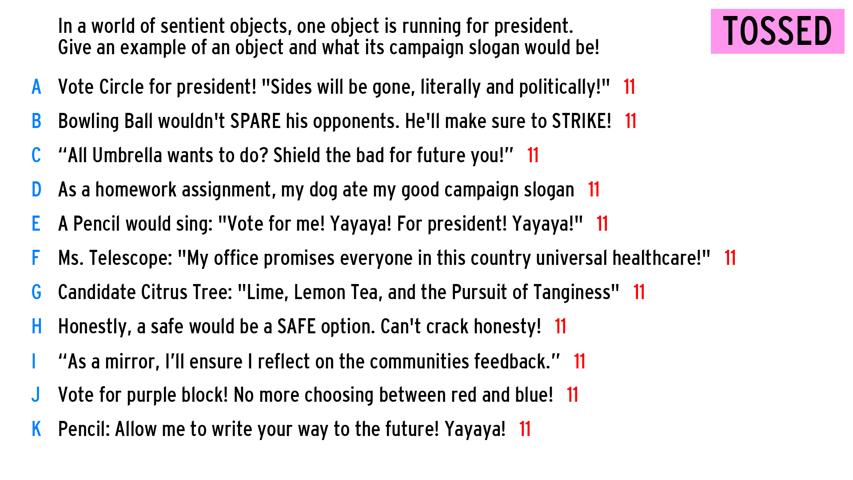 In a world of sentient objects, one object is running for president.
Give an example of an object and what its campaign slogan would be!
TOSSED
A Vote Circle for president! "Sides will be gone, literally and politically!" 11
B Bowling Ball wouldn't SPARE his opponents. He'll make sure to STRIKE! 11
C “All Umbrella wants to do? Shield the bad for future you!” 11
D As a homework assignment, my dog ate my good campaign slogan 11
E A Pencil would sing: "Vote for me! Yayaya! For president! Yayaya!" 11
F Ms. Telescope: "My office promises everyone in this country universal healthcare!" 11
G Candidate Citrus Tree: "Lime, Lemon Tea, and the Pursuit of Tanginess" 11
H Honestly, a safe would be a SAFE option. Can't crack honesty! 11
I “As a mirror, I’ll ensure I reflect on the communities feedback.” 11
J Vote for purple block! No more choosing between red and blue! 11
K Pencil: Allow me to write your way to the future! Yayaya! 11